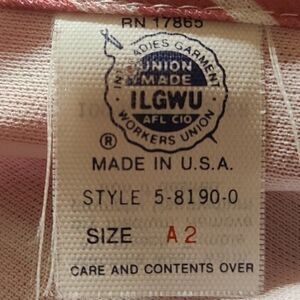 RN 17865
INT'L LADIES GARMENT
UNION
MADE
ILGWU
AFL CIO
WORKERS UNION
®
MADE IN U.S.A.
STYLE 5-8190-0
SIZE A2
CARE AND CONTENTS OVER